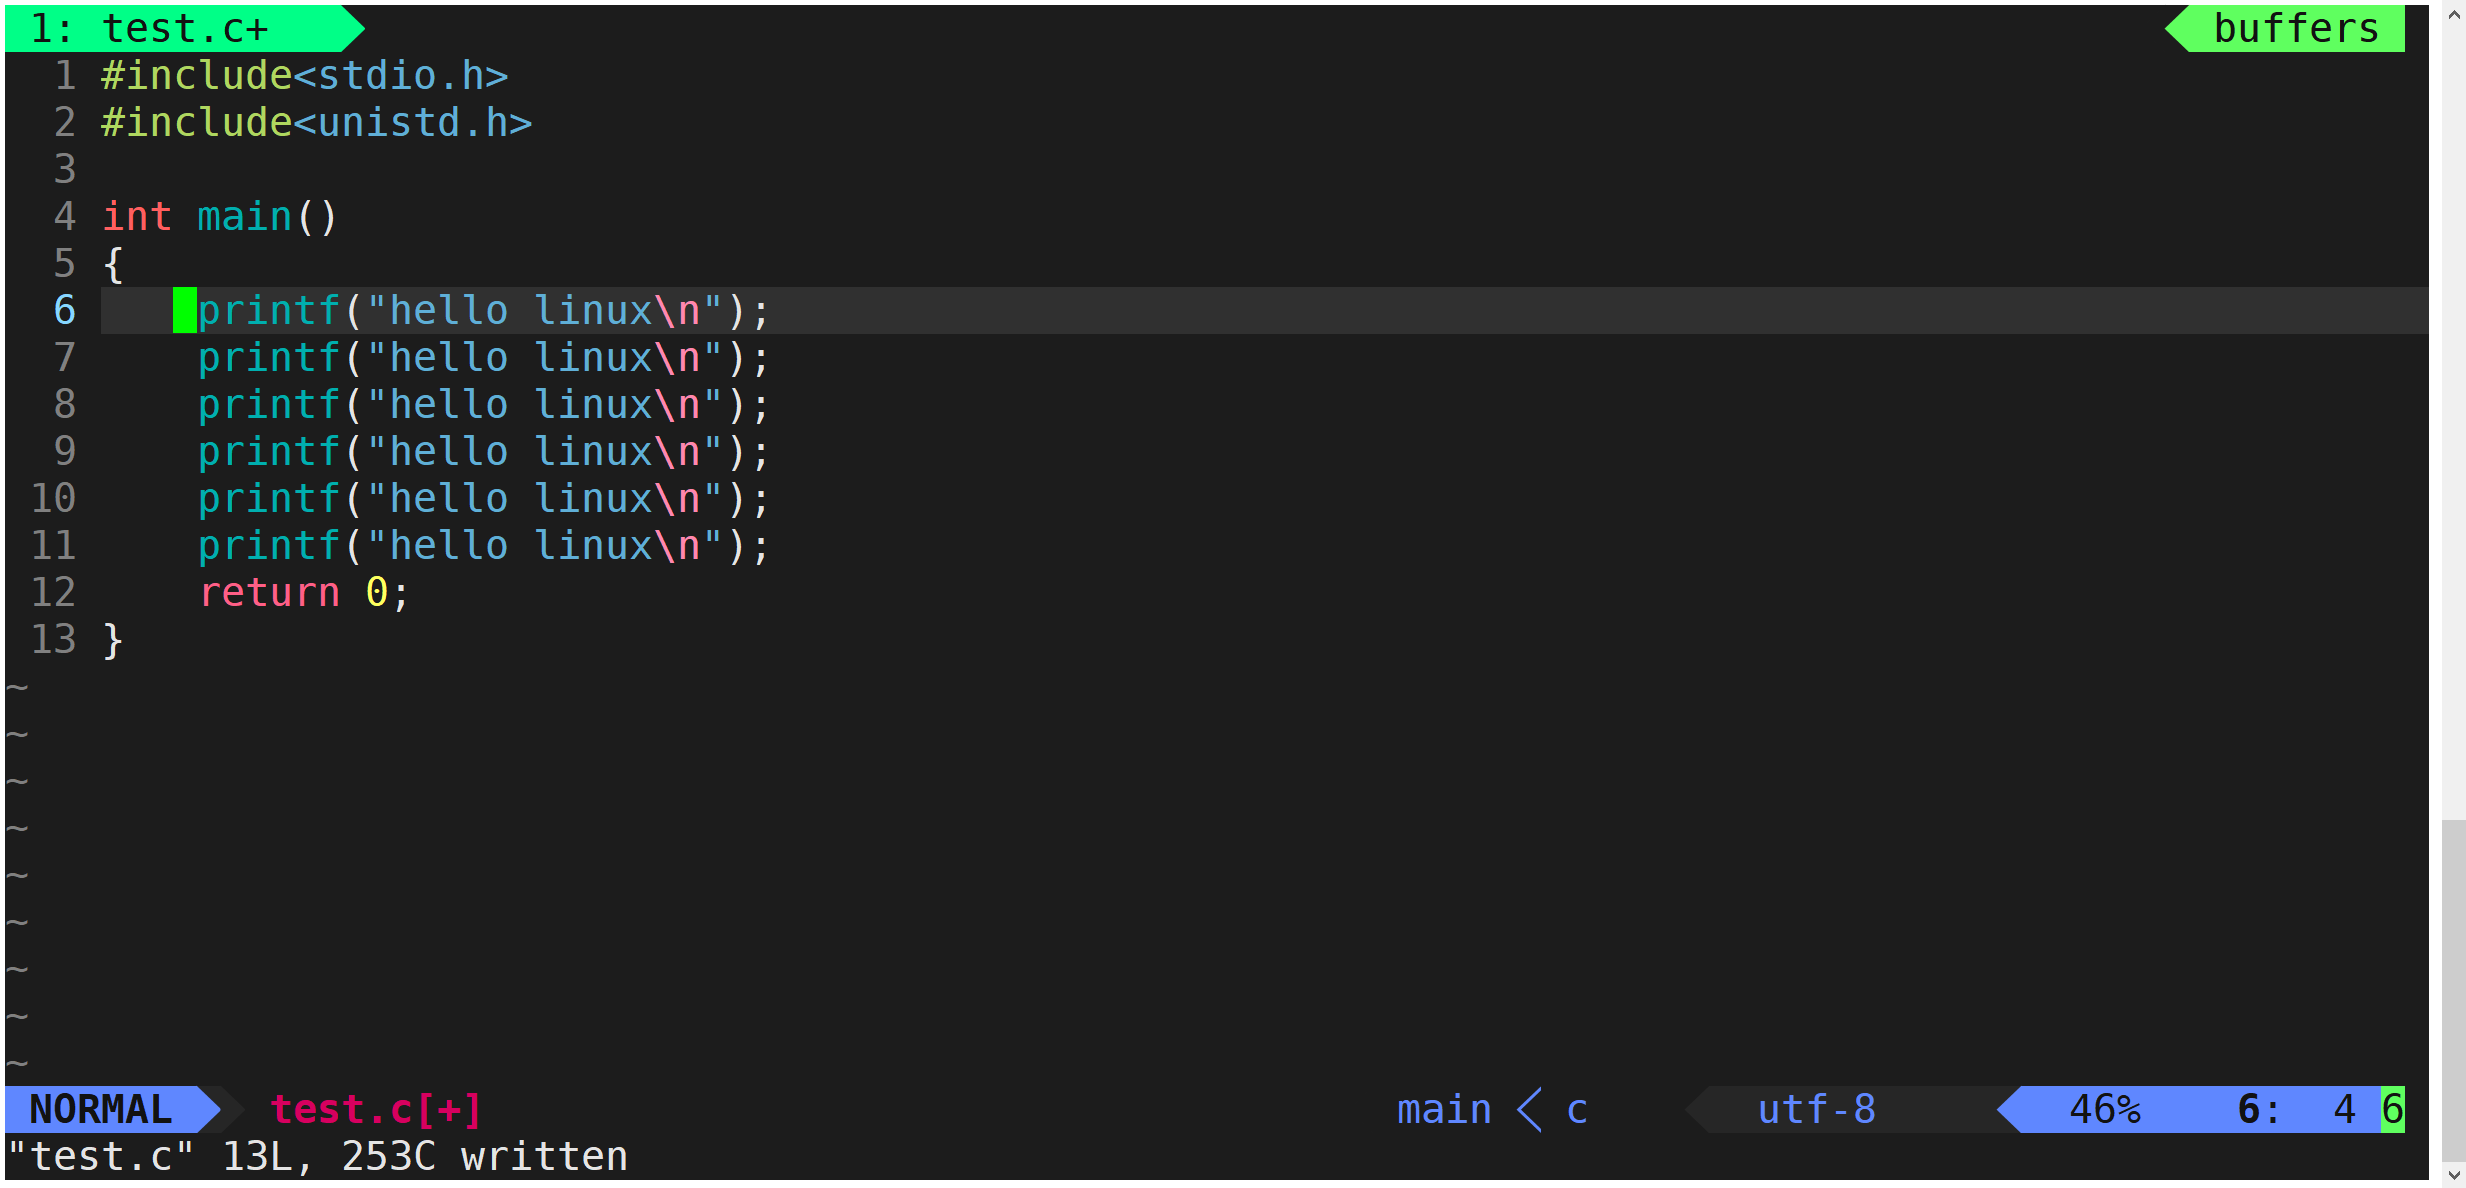 1: test.c+ buffers
1 #include<stdio.h>
2 #include<unistd.h>
3
4 int main()
5 {
6     printf("hello linux\n");
7     printf("hello linux\n");
8     printf("hello linux\n");
9     printf("hello linux\n");
10     printf("hello linux\n");
11     printf("hello linux\n");
12     return 0;
13 }
~
~
~
~
~
~
~
~
~
NORMAL test.c[+] main c utf-8 46% 6: 4 6
"test.c" 13L, 253C written